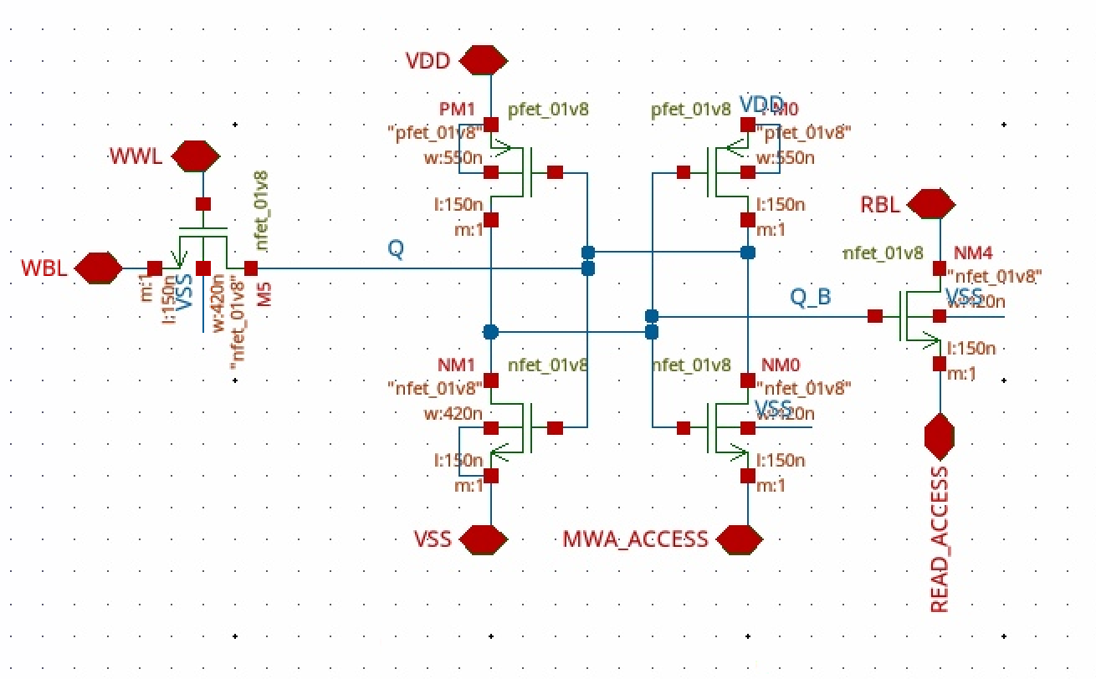 VDD
PM1
pfet_01v8
"pfet_01v8"
w:550n
l:150n
m:1
pfet_01v8
VDD
"pfet_01v8"
w:550n
l:150n
m:1
WWL
nfet_01v8
WBL
m:1
l:150n
VSS
w:420n
"nfet_01v8"
M5
Q
RBL
nfet_01v8
NM4
"nfet_01v8"
VSS
w:420n
l:150n
m:1
Q_B
NM1
nfet_01v8
"nfet_01v8"
w:420n
l:150n
m:1
nfet_01v8
NM0
"nfet_01v8"
VSS
w:420n
l:150n
m:1
VSS
MWA_ACCESS
READ_ACCESS